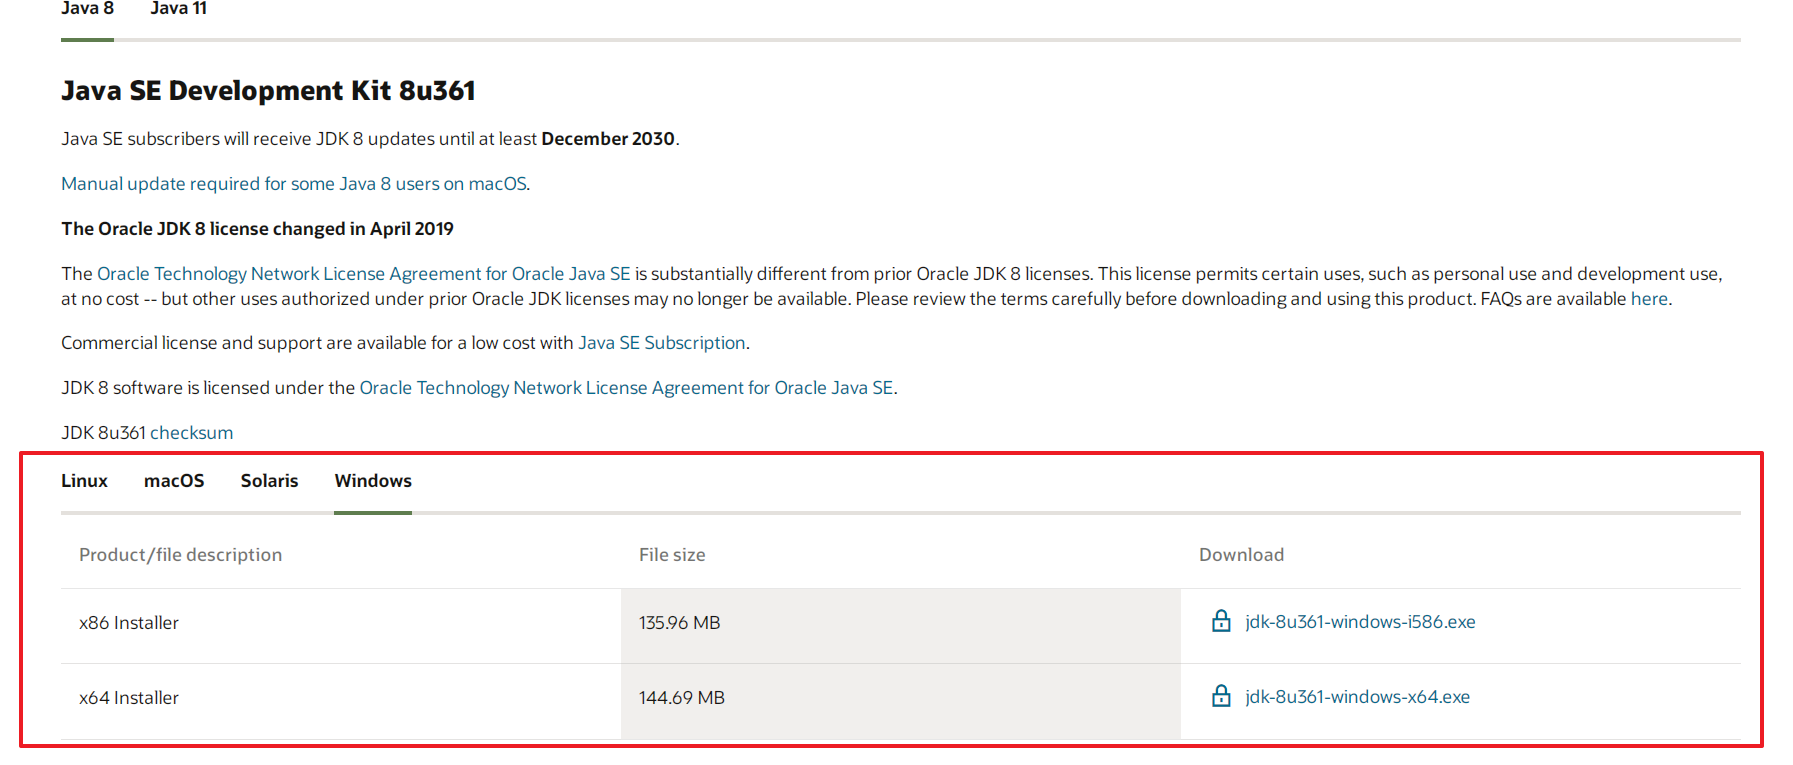 Java 8 Java 11
Java SE Development Kit 8u361
Java SE subscribers will receive JDK 8 updates until at least December 2030.
Manual update required for some Java 8 users on macOS.
The Oracle JDK 8 license changed in April 2019
The Oracle Technology Network License Agreement for Oracle Java SE is substantially different from prior Oracle JDK 8 licenses. This license permits certain uses, such as personal use and development use,
at no cost -- but other uses authorized under prior Oracle JDK licenses may no longer be available. Please review the terms carefully before downloading and using this product. FAQs are available here.
Commercial license and support are available for a low cost with Java SE Subscription.
JDK 8 software is licensed under the Oracle Technology Network License Agreement for Oracle Java SE.
JDK 8u361 checksum
Linux macOS Solaris Windows
Product/file description File size Download
x86 Installer 135.96 MB jdk-8u361-windows-i586.exe
x64 Installer 144.69 MB jdk-8u361-windows-x64.exe